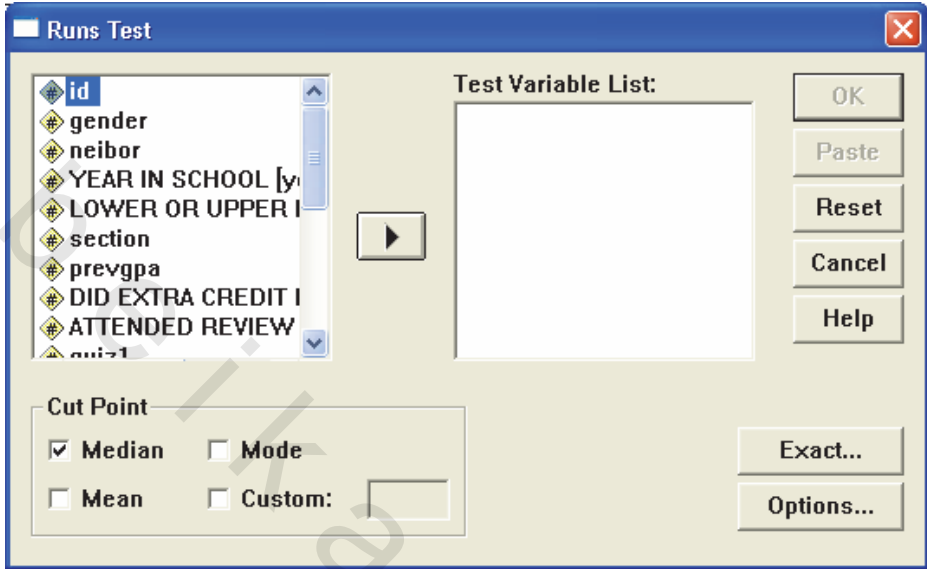 Runs Test
id
gender
neibor
YEAR IN SCHOOL [y
LOWER OR UPPER
section
prevgpa
DID EXTRA CREDIT
ATTENDED REVIEW
quiz1
Test Variable List:
OK
Paste
Reset
Cancel
Help
Cut Point
Median
Mode
Mean
Custom:
Exact...
Options...